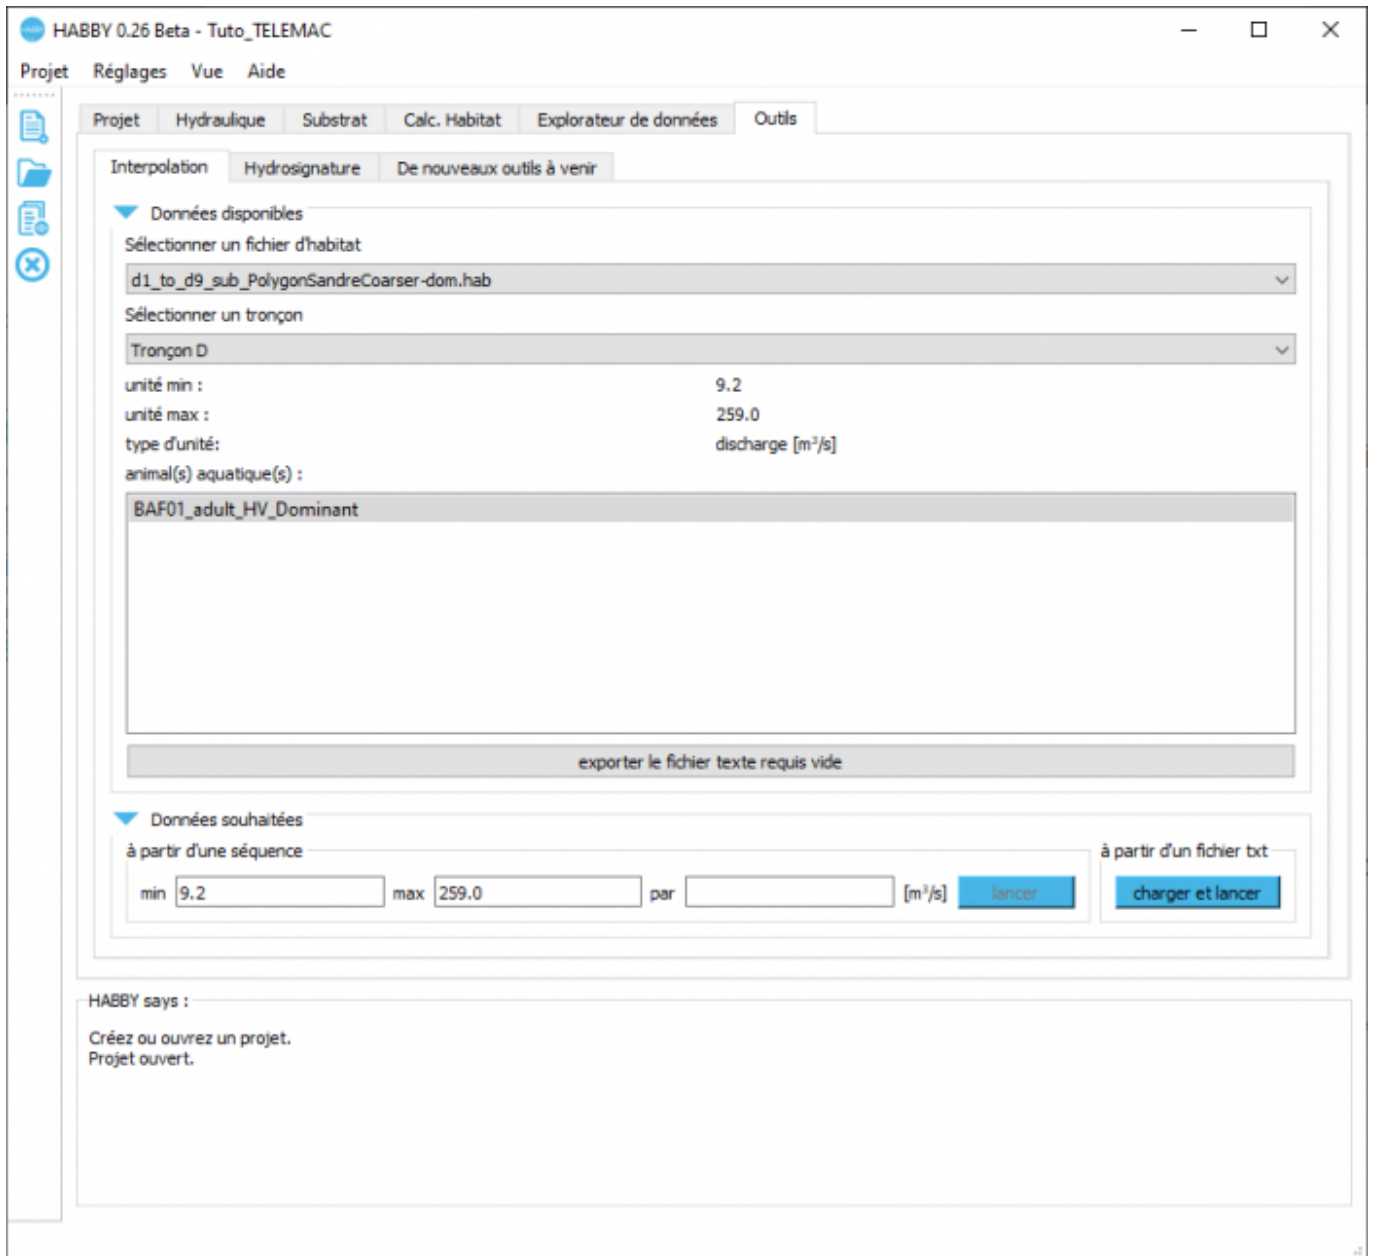 HABBY 0.26 Beta - Tuto_TELEMAC
Projet Réglages Vue Aide
Projet Hydraulique Substrat Calc. Habitat Explorateur de données Outils
Interpolation Hydrosignature De nouveaux outils à venir
Données disponibles
Sélectionner un fichier d'habitat
d1_to_d9_sub_PolygonSandreCoarser-dom.hab
Sélectionner un tronçon
Tronçon D
unité min : 9.2
unité max : 259.0
type d'unité: discharge [m³/s]
animal(s) aquatique(s) :
BAF01_adult_HV_Dominant
exporter le fichier texte requis vide
Données souhaitées
à partir d'une séquence à partir d'un fichier txt
min 9.2 max 259.0 par [m³/s] lancer charger et lancer
HABBY says :
Créez ou ouvrez un projet.
Projet ouvert.